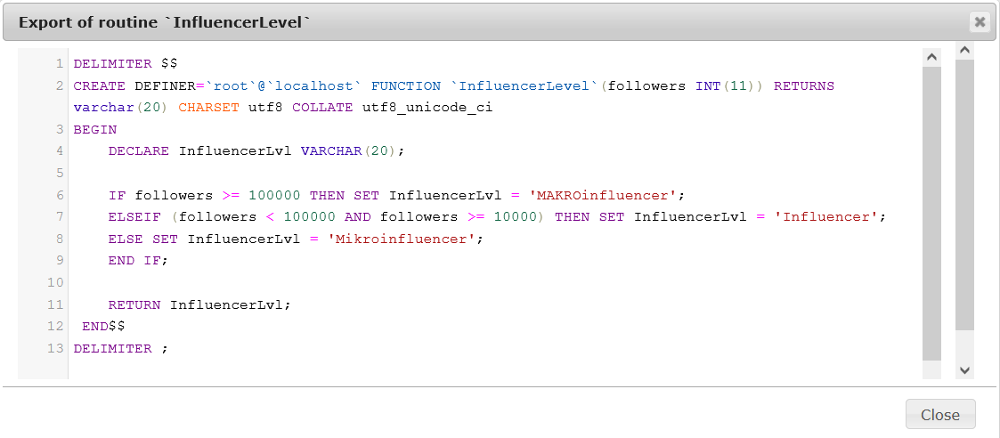 Export of routine `InfluencerLevel`
1 DELIMITER $$
2 CREATE DEFINER=`root`@`localhost` FUNCTION `InfluencerLevel`(followers INT(11)) RETURNS
varchar(20) CHARSET utf8 COLLATE utf8_unicode_ci
3 BEGIN
4 DECLARE InfluencerLvl VARCHAR(20);
5
6 IF followers >= 100000 THEN SET InfluencerLvl = 'MAKROinfluencer';
7 ELSEIF (followers < 100000 AND followers >= 10000) THEN SET InfluencerLvl = 'Influencer';
8 ELSE SET InfluencerLvl = 'Mikroinfluencer';
9 END IF;
10
11 RETURN InfluencerLvl;
12 END$$
13 DELIMITER ;
Close